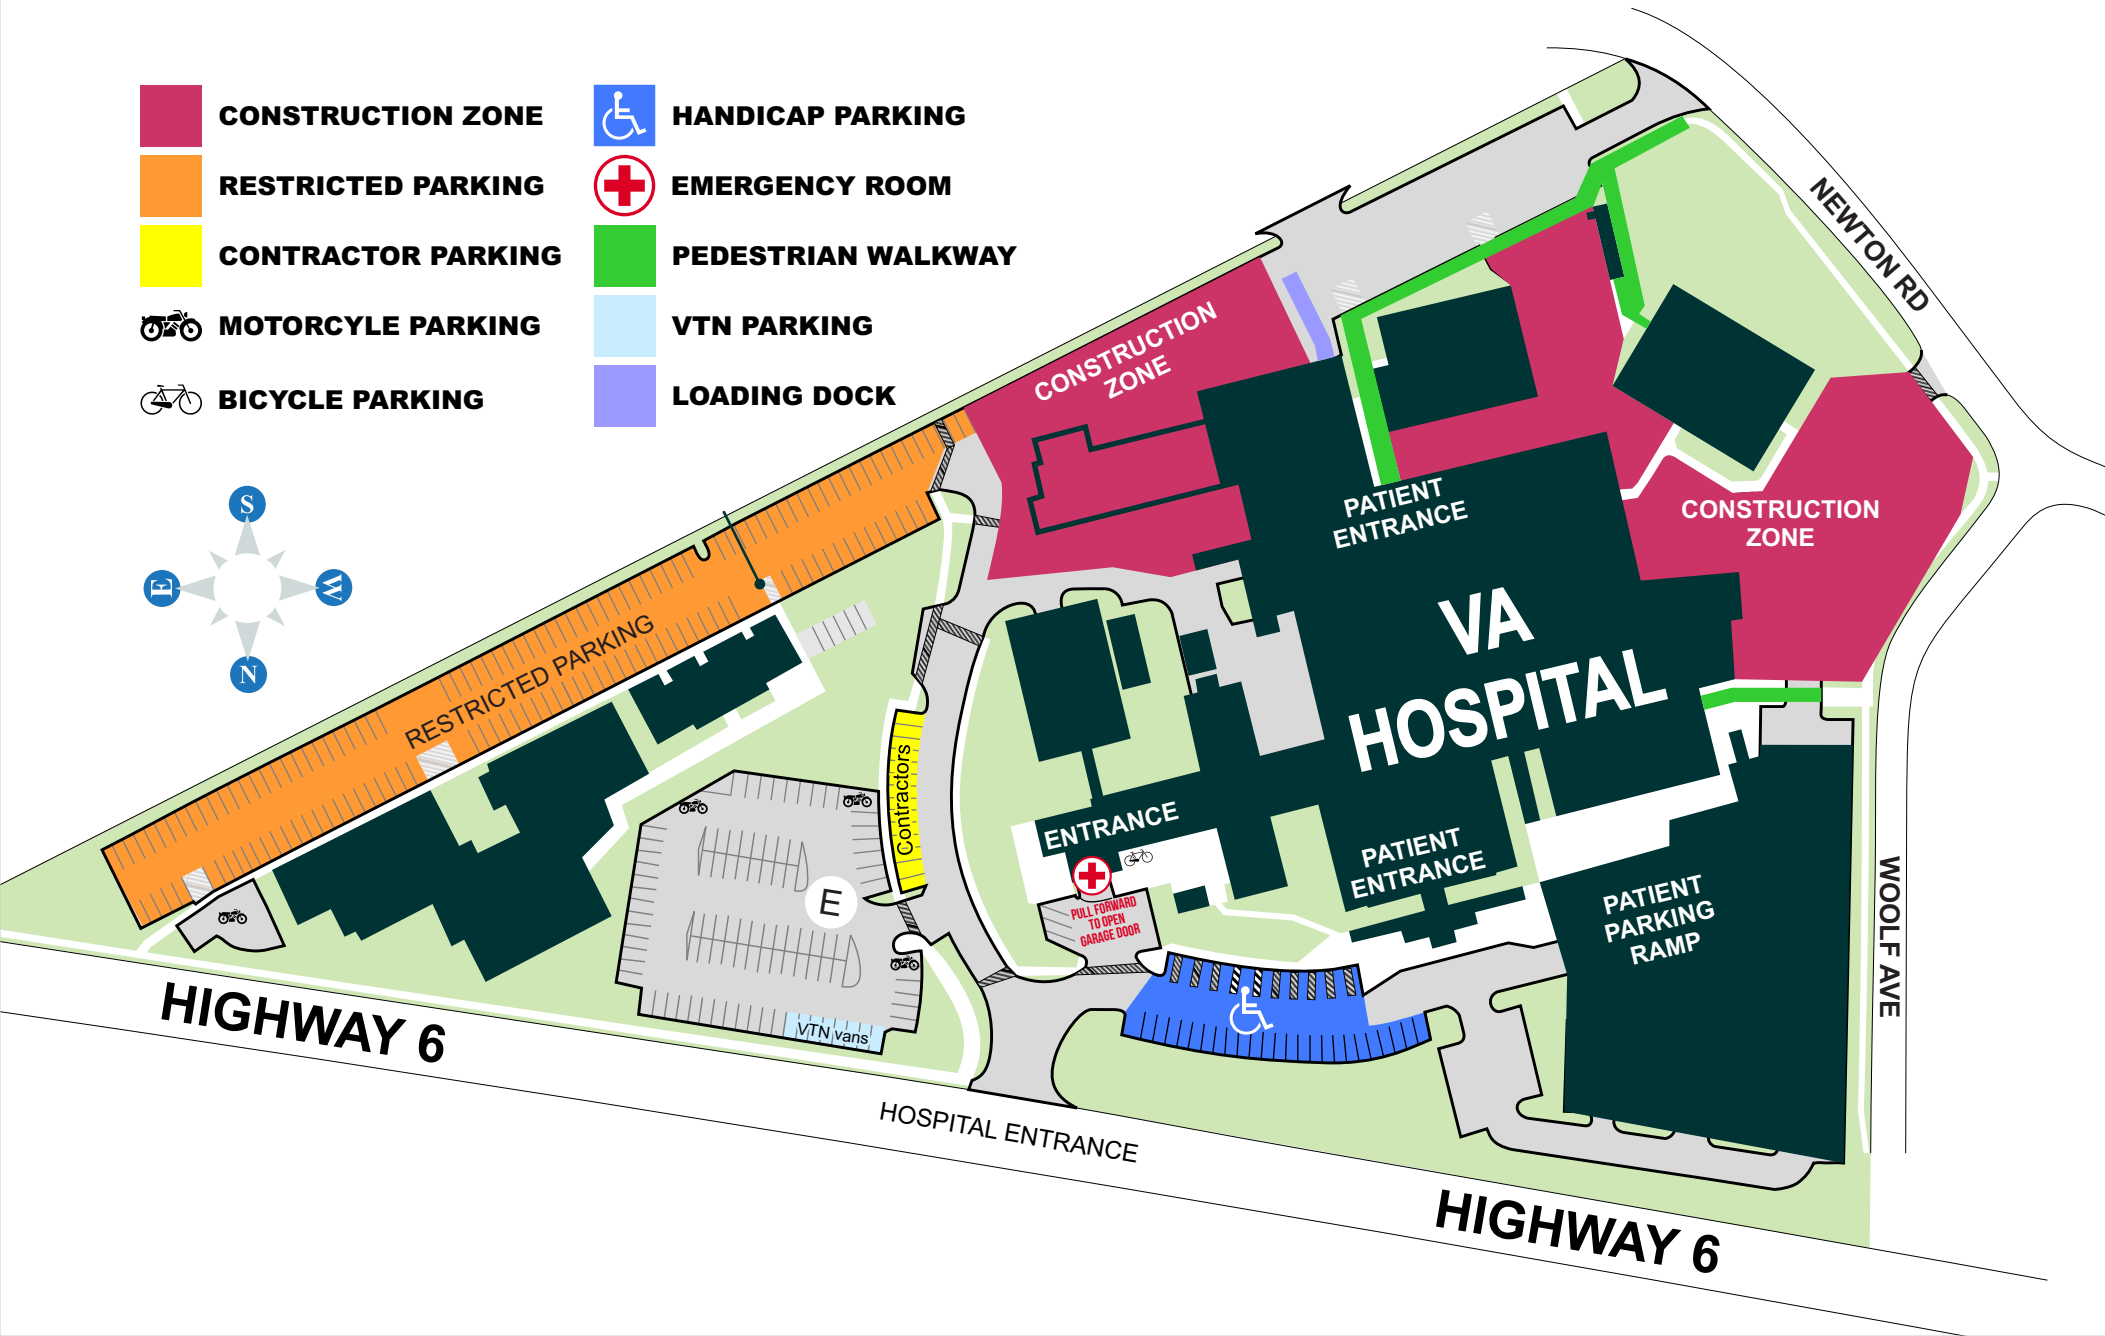 CONSTRUCTION ZONE
RESTRICTED PARKING
CONTRACTOR PARKING
MOTORCYLE PARKING
BICYCLE PARKING
HANDICAP PARKING
EMERGENCY ROOM
PEDESTRIAN WALKWAY
VTN PARKING
LOADING DOCK
S
E
W
N
NEWTON RD
CONSTRUCTION
ZONE
PATIENT
ENTRANCE
CONSTRUCTION
ZONE
VA
HOSPITAL
RESTRICTED PARKING
Contractors
ENTRANCE
PATIENT
ENTRANCE
E
PULL FORWARD
TO OPEN
GARAGE DOOR
PATIENT
PARKING
RAMP
WOOLF AVE
VTN vans
HIGHWAY 6
HOSPITAL ENTRANCE
HIGHWAY 6